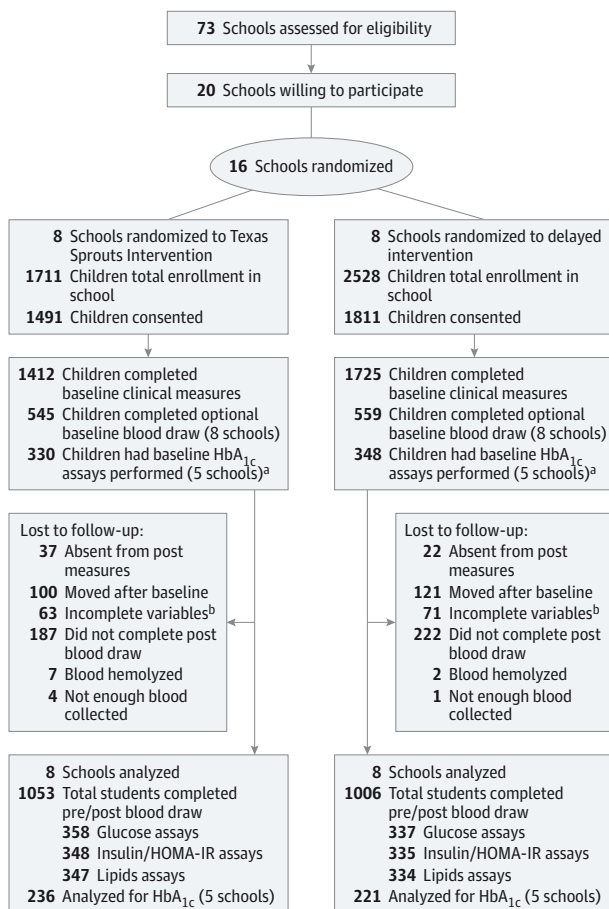 73 Schools assessed for eligibility
20 Schools willing to participate
16 Schools randomized
8 Schools randomized to Texas
Sprouts Intervention
1711 Children total enrollment in
school
1491 Children consented
8 Schools randomized to delayed
intervention
2528 Children total enrollment in
school
1811 Children consented
1412 Children completed
baseline clinical measures
545 Children completed optional
baseline blood draw (8 schools)
330 Children had baseline HbA1c
assays performed (5 schools)a
1725 Children completed
baseline clinical measures
559 Children completed optional
baseline blood draw (8 schools)
348 Children had baseline HbA1c
assays performed (5 schools)a
Lost to follow-up:
37 Absent from post
measures
100 Moved after baseline
63 Incomplete variablesb
187 Did not complete post
blood draw
7 Blood hemolyzed
4 Not enough blood
collected
Lost to follow-up:
22 Absent from post
measures
121 Moved after baseline
71 Incomplete variablesb
222 Did not complete post
blood draw
2 Blood hemolyzed
1 Not enough blood
collected
8 Schools analyzed
1053 Total students completed
pre/post blood draw
358 Glucose assays
348 Insulin/HOMA-IR assays
347 Lipids assays
236 Analyzed for HbA1c (5 schools)
8 Schools analyzed
1006 Total students completed
pre/post blood draw
337 Glucose assays
335 Insulin/HOMA-IR assays
334 Lipids assays
221 Analyzed for HbA1c (5 schools)